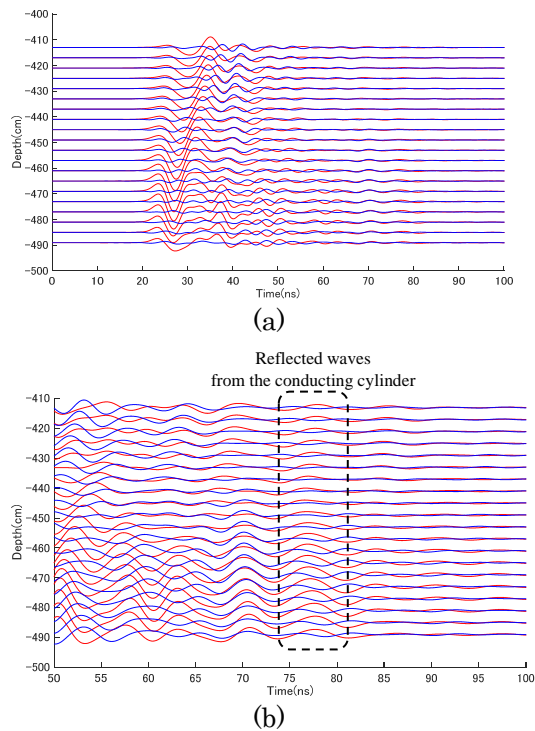 −400
−410
−420
−430
−440
−450
−460
−470
−480
−490
−500
Depth(cm)
0 10 20 30 40 50 60 70 80 90 100
Time(ns)
(a)
Reflected waves
from the conducting cylinder
−410
−420
−430
−440
−450
−460
−470
−480
−490
−500
Depth(cm)
50 55 60 65 70 75 80 85 90 95 100
Time(ns)
(b)